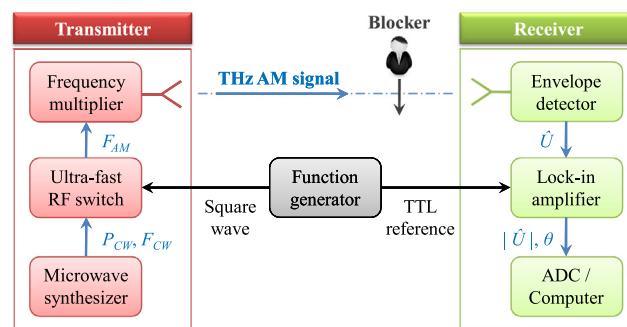 Transmitter
Blocker
Receiver
Frequency
multiplier
THz AM signal
Envelope
detector
F_AM
Û
Ultra-fast
RF switch
Function
generator
Lock-in
amplifier
Square
wave
TTL
reference
P_CW, F_CW
| Û |, θ
Microwave
synthesizer
ADC /
Computer